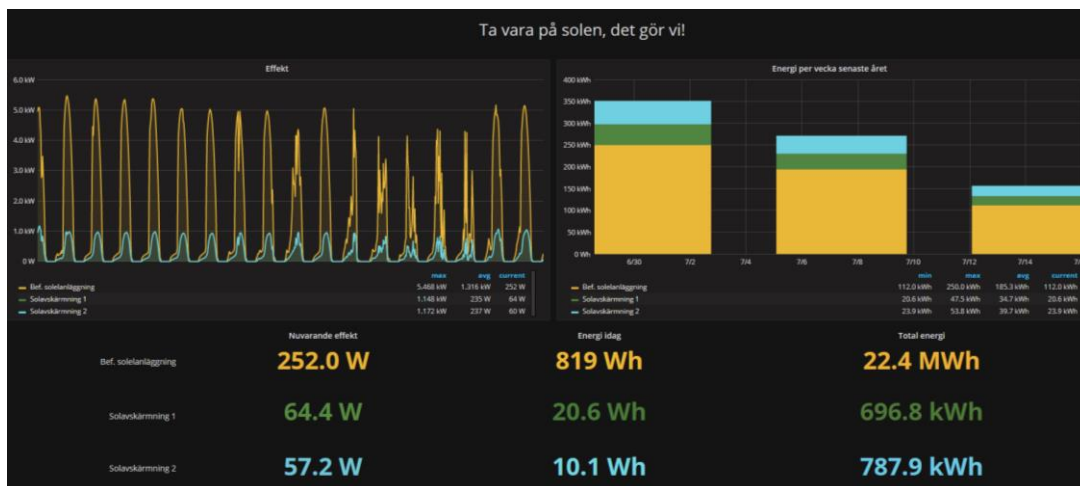 Ta vara på solen, det gör vi!
Effekt
6.0 kW
5.0 kW
4.0 kW
3.0 kW
2.0 kW
1.0 kW
0 W
max avg current
Bef. solelanläggning 5.468 kW 1.316 kW 252 W
Solavskärmning 1 1.148 kW 235 W 64 W
Solavskärmning 2 1.172 kW 237 W 60 W
Energi per vecka senaste året
400 kWh
350 kWh
300 kWh
250 kWh
200 kWh
150 kWh
100 kWh
50 kWh
0 Wh
6/30 7/2 7/4 7/6 7/8 7/10 7/12 7/14
min max avg current
Bef. solelanläggning 112.0 kWh 250.0 kWh 185.3 kWh 112.0 kWh
Solavskärmning 1 20.6 kWh 47.5 kWh 34.7 kWh 20.6 kWh
Solavskärmning 2 23.9 kWh 53.8 kWh 39.7 kWh 23.9 kWh
Nuvarande effekt Energi idag Total energi
Bef. solelanläggning 252.0 W 819 Wh 22.4 MWh
Solavskärmning 1 64.4 W 20.6 Wh 696.8 kWh
Solavskärmning 2 57.2 W 10.1 Wh 787.9 kWh